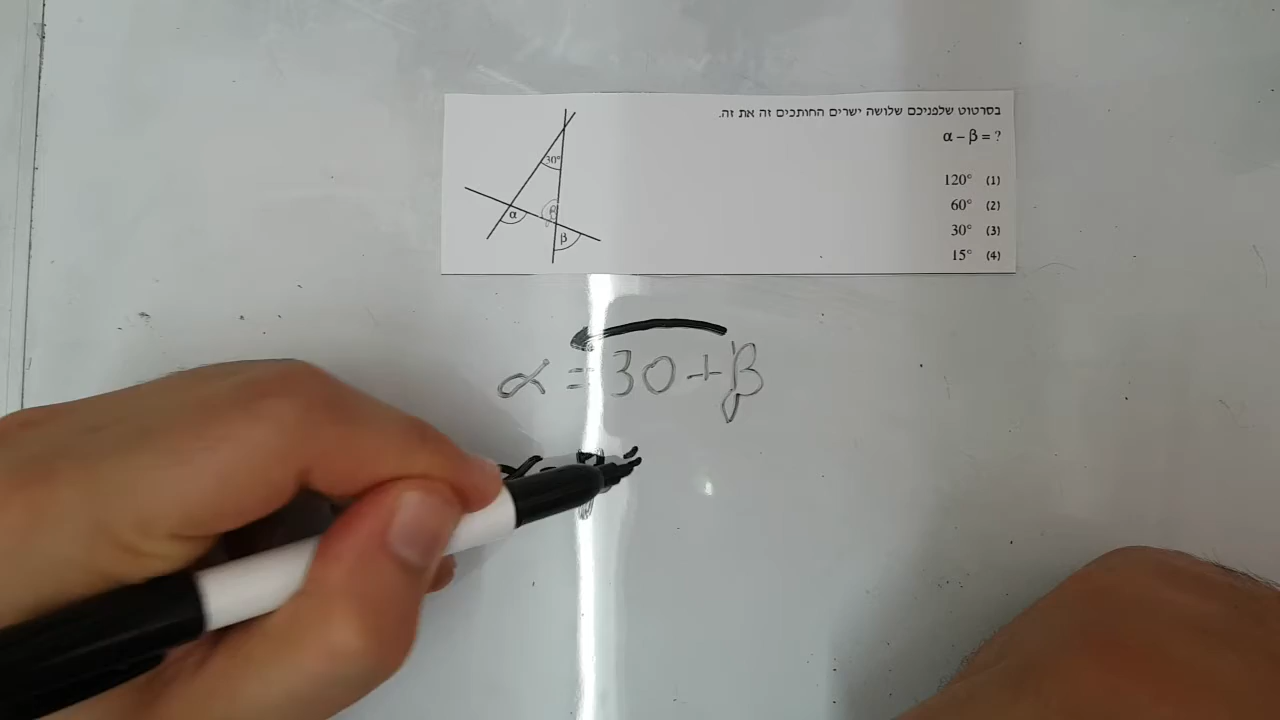 בסרטוט שלפניכם שלושה ישרים החותכים זה את זה.
α – β = ?
(1) 120°
(2) 60°
(3) 30°
(4) 15°
30°
α
β
β
α = 30 + β